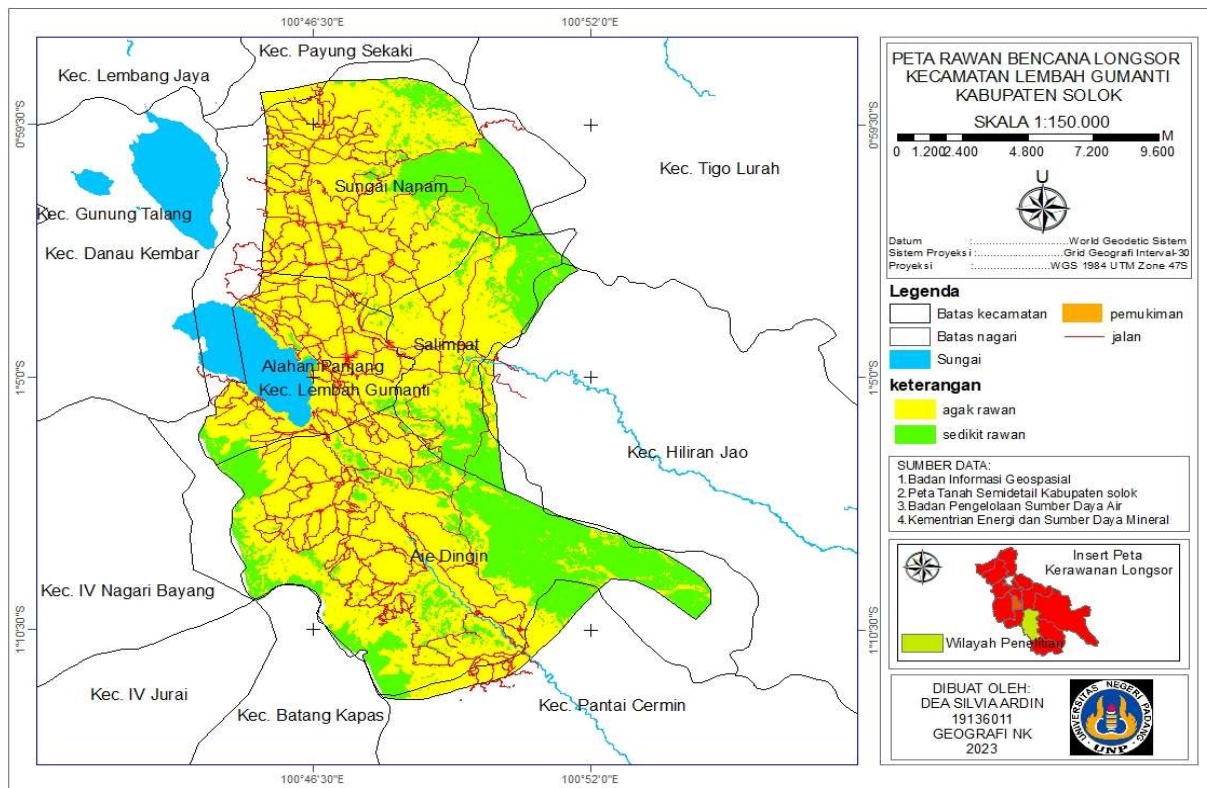 100°46'30"E
100°52'0"E
Kec. Payung Sekaki
Kec. Lembang Jaya
0°59'30"S
0°59'30"S
Kec. Tigo Lurah
Sungai Nanam
Kec. Gunung Talang
Kec. Danau Kembar
Salimpat
Alahan Panjang
1°5'0"S
1°5'0"S
Kec. Lembah Gumanti
Kec. Hiliran Jao
Aie Dingin
Kec. IV Nagari Bayang
1°10'30"S
1°10'30"S
Kec. IV Jurai
Kec. Batang Kapas
Kec. Pantai Cermin
100°46'30"E
100°52'0"E
PETA RAWAN BENCANA LONGSOR
KECAMATAN LEMBAH GUMANTI
KABUPATEN SOLOK
SKALA 1:150.000
M
0 1.200 2.400 4.800 7.200 9.600
U
Datum :........................World Geodetic Sistem
Sistem Proyeksi :......................Grid Geografi Interval-30
Proyeksi :......................WGS 1984 UTM Zone 47S
Legenda
Batas kecamatan
pemukiman
Batas nagari
jalan
Sungai
keterangan
agak rawan
sedikit rawan
SUMBER DATA:
1.Badan Informasi Geospasial
2.Peta Tanah Semidetail Kabupaten solok
3.Badan Pengelolaan Sumber Daya Air
4.Kementrian Energi dan Sumber Daya Mineral
Insert Peta
Kerawanan Longsor
Wilayah Penelitian
DIBUAT OLEH:
DEA SILVIA ARDIN
19136011
GEOGRAFI NK
2023
UNIVERSITAS NEGERI PADANG
UNP